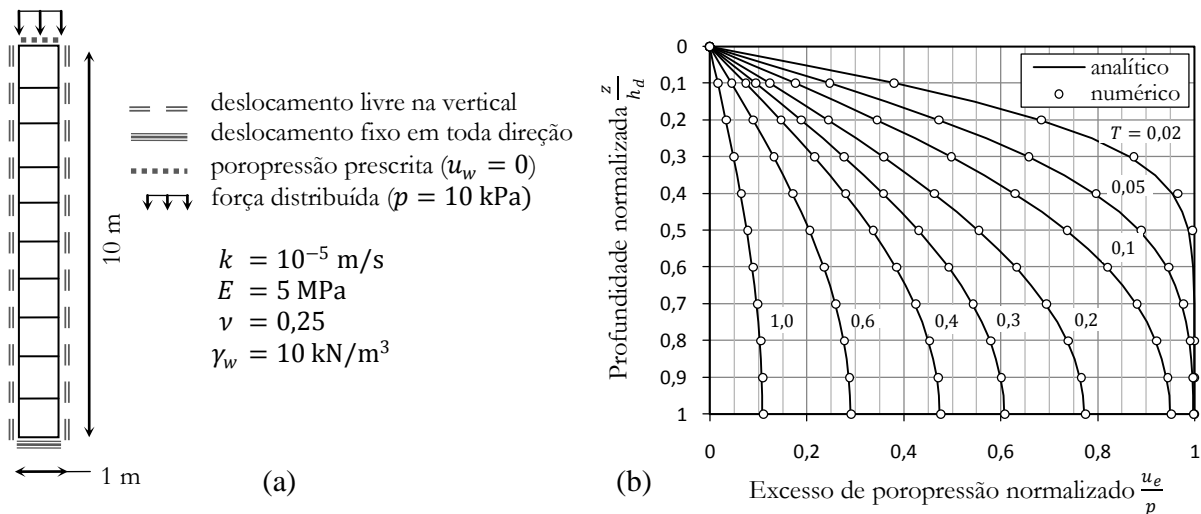 deslocamento livre na vertical
deslocamento fixo em toda direção
poropressão prescrita (u_w = 0)
força distribuída (p = 10 kPa)
k = 10⁻⁵ m/s
E = 5 MPa
ν = 0,25
γ_w = 10 kN/m³
10 m
1 m
(a)
Profundidade normalizada z/h_d
0
0,1
0,2
0,3
0,4
0,5
0,6
0,7
0,8
0,9
1
analítico
numérico
T = 0,02
0,05
0,1
1,0
0,6
0,4
0,3
0,2
0
0,2
0,4
0,6
0,8
1
(b)
Excesso de poropressão normalizado u_e/p